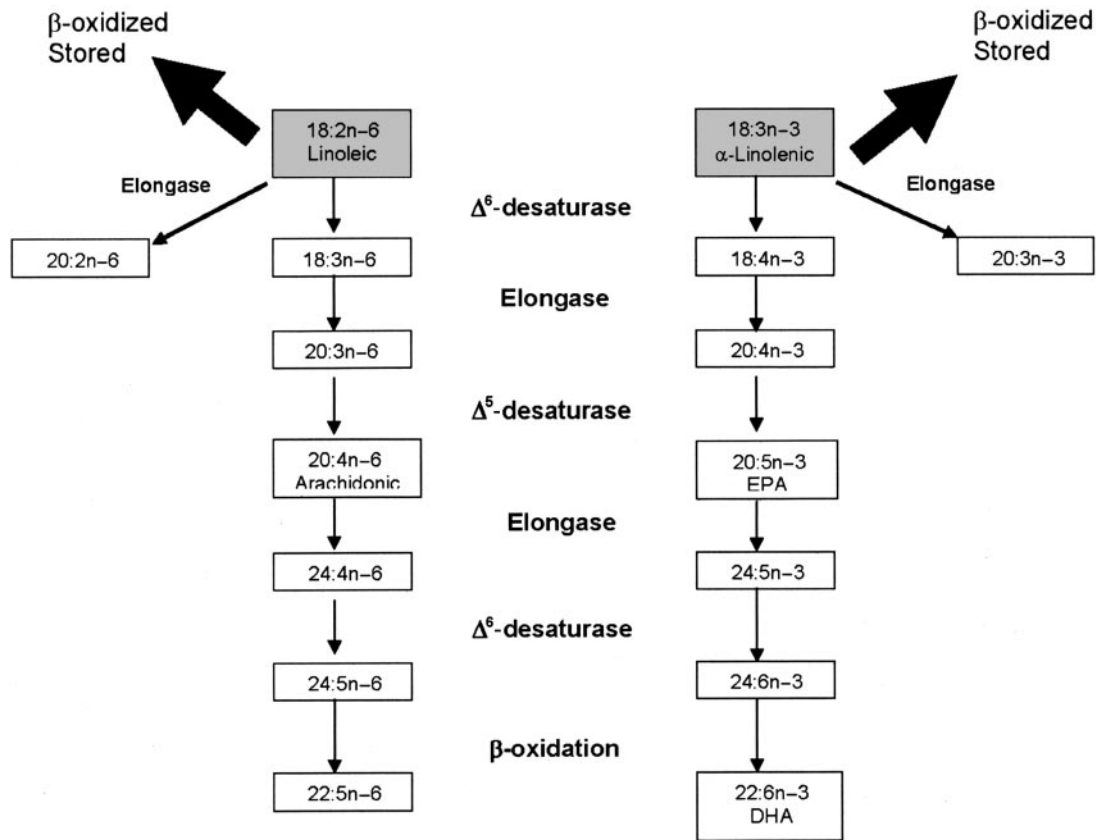 β-oxidized
Stored
β-oxidized
Stored
18:2n−6
Linoleic
18:3n−3
α-Linolenic
Elongase
Elongase
Δ⁶-desaturase
20:2n−6
18:3n−6
18:4n−3
20:3n−3
Elongase
20:3n−6
20:4n−3
Δ⁵-desaturase
20:4n−6
Arachidonic
20:5n−3
EPA
Elongase
24:4n−6
24:5n−3
Δ⁶-desaturase
24:5n−6
24:6n−3
β-oxidation
22:5n−6
22:6n−3
DHA